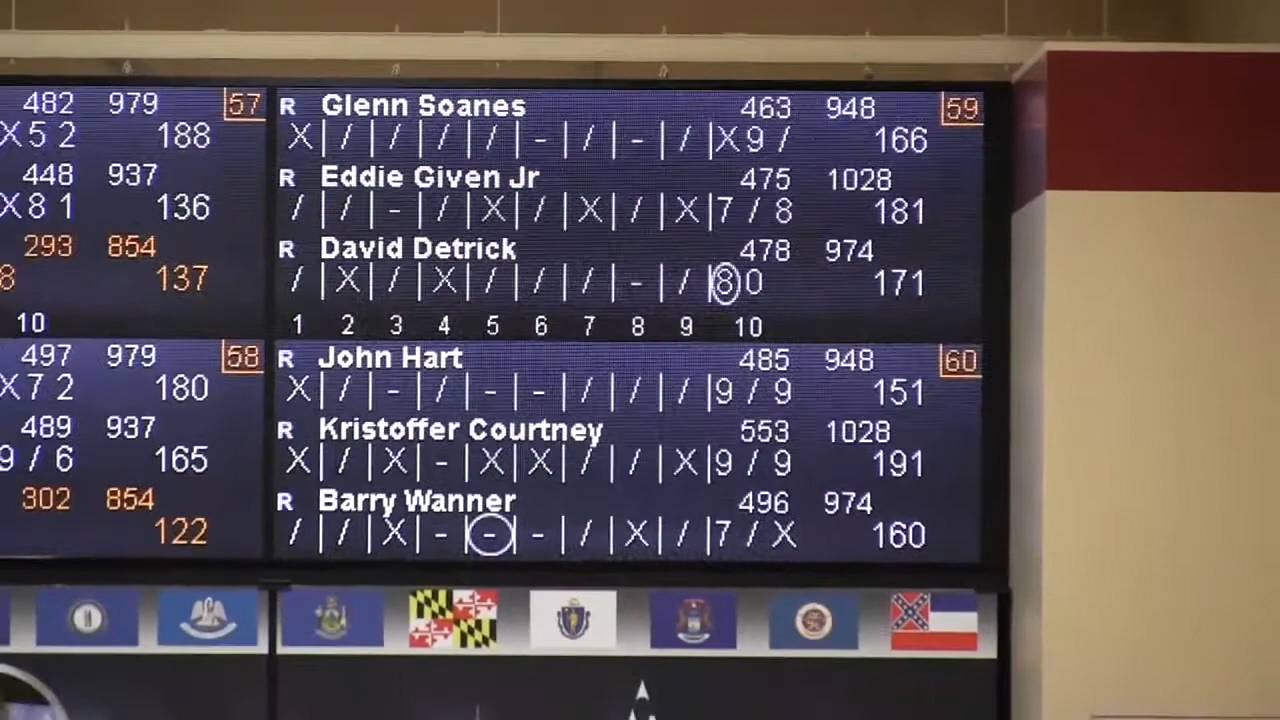 482 979 57
X 5 2 188
448 937
X 8 1 136
293 854
8 137
10
497 979 58
X 7 2 180
489 937
9 / 6 165
302 854
122
R Glenn Soanes 463 948 59
X / / / / - / - / X 9 / 166
R Eddie Given Jr 475 1028
/ / - / X / X / X 7 / 8 181
R David Detrick 478 974
/ X / X / / / - / 8 0 171
1 2 3 4 5 6 7 8 9 10
R John Hart 485 948 60
X / - / - - / / / 9 / 9 151
R Kristoffer Courtney 553 1028
X / X - X X / / X 9 / 9 191
R Barry Wanner 496 974
/ / X - - - / X / 7 / X 160